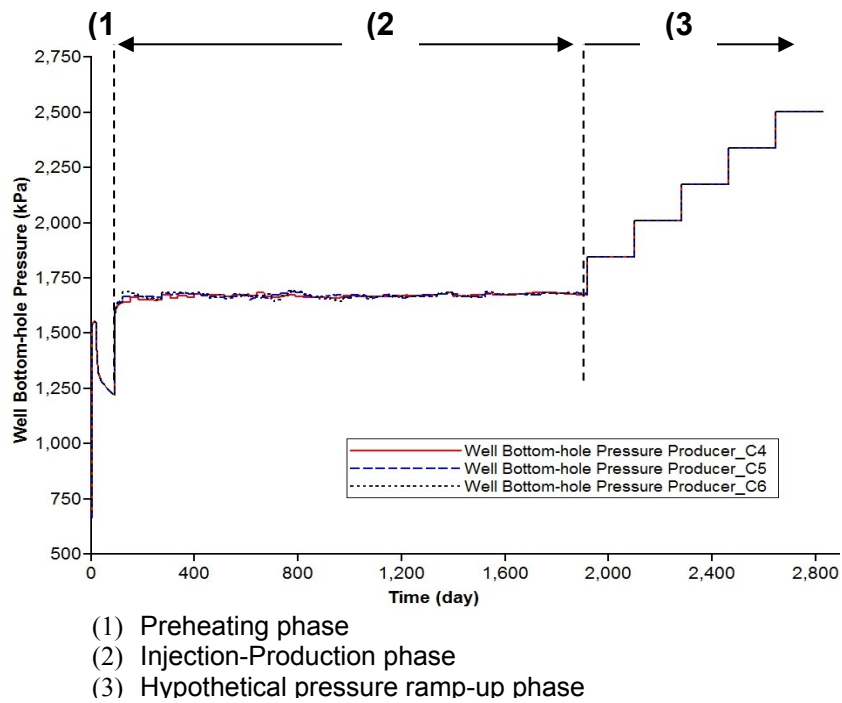 (1
(2
(3
2,750
2,500
2,250
2,000
1,750
1,500
1,250
1,000
750
500
Well Bottom-hole Pressure (kPa)
Well Bottom-hole Pressure Producer_C4
Well Bottom-hole Pressure Producer_C5
Well Bottom-hole Pressure Producer_C6
0 400 800 1,200 1,600 2,000 2,400 2,800
Time (day)
(1) Preheating phase
(2) Injection-Production phase
(3) Hypothetical pressure ramp-up phase